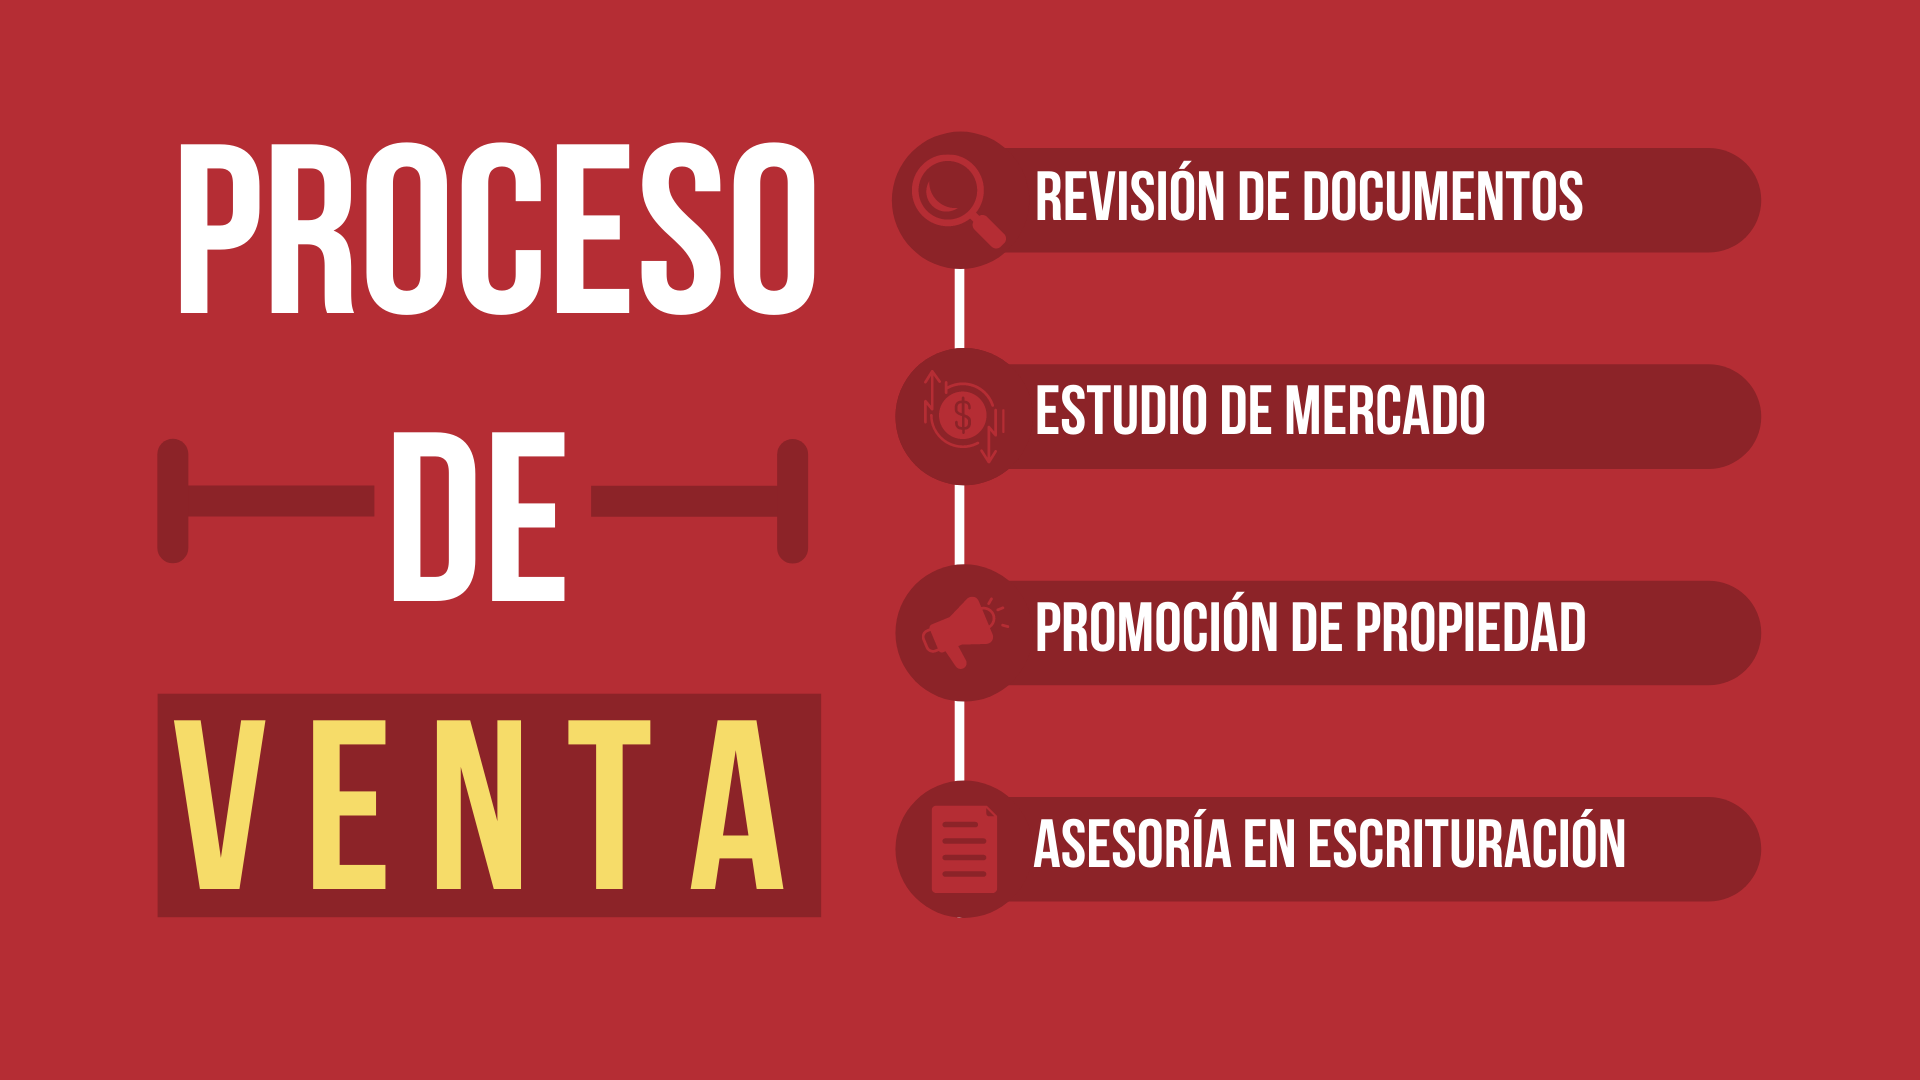 PROCESO
DE
VENTA
REVISIÓN DE DOCUMENTOS
$
ESTUDIO DE MERCADO
PROMOCIÓN DE PROPIEDAD
ASESORÍA EN ESCRITURACIÓN